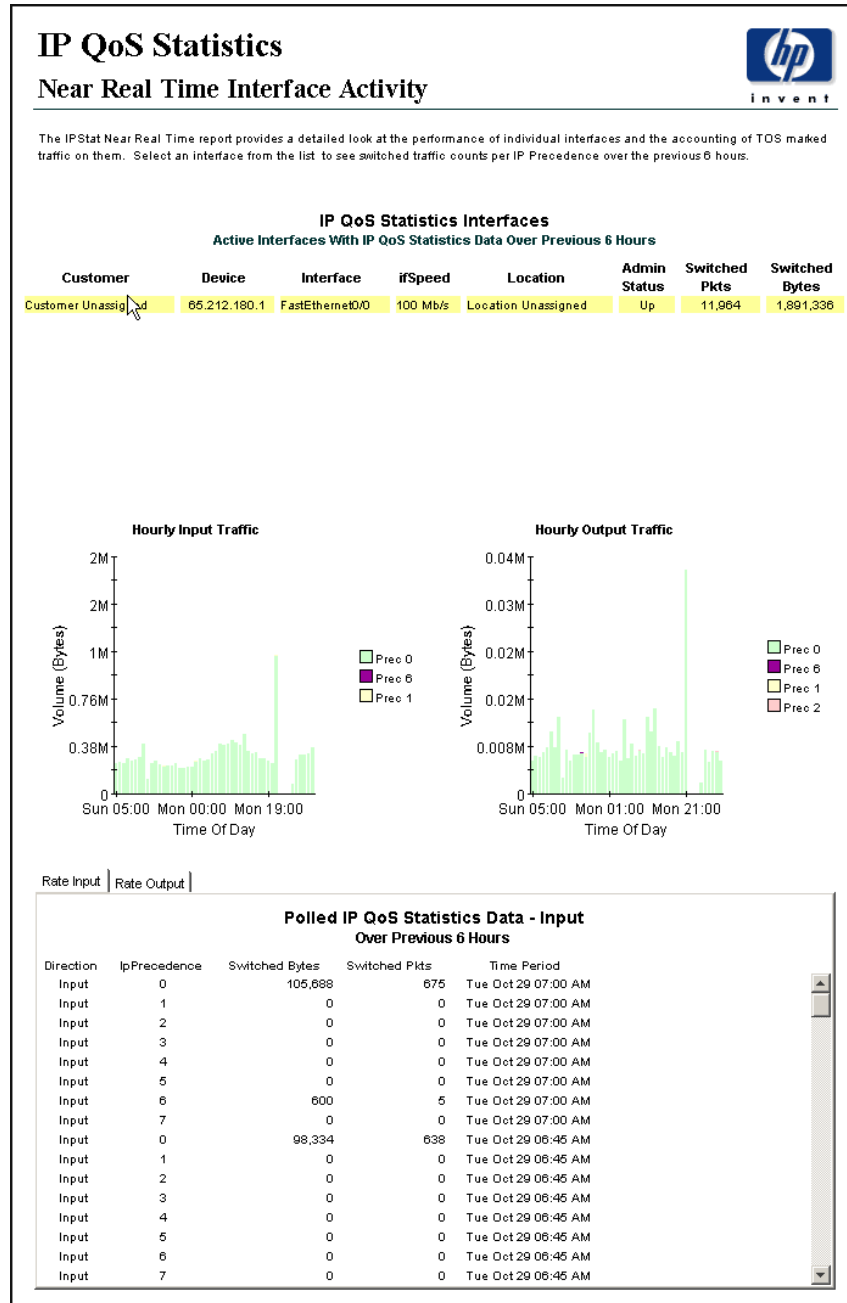 IP QoS Statistics
Near Real Time Interface Activity
hp
invent
The IPStat Near Real Time report provides a detailed look at the performance of individual interfaces and the accounting of TOS marked
traffic on them. Select an interface from the list to see switched traffic counts per IP Precedence over the previous 6 hours.
IP QoS Statistics Interfaces
Active Interfaces With IP QoS Statistics Data Over Previous 6 Hours
Customer Device Interface ifSpeed Location Admin Status Switched Pkts Switched Bytes
Customer Unassigned 65.212.180.1 FastEthernet0/0 100 Mb/s Location Unassigned Up 11,964 1,891,336
Hourly Input Traffic
Volume (Bytes)
2M
2M
1M
0.76M
0.38M
0
Sun 05:00 Mon 00:00 Mon 19:00
Time Of Day
Prec 0
Prec 6
Prec 1
Hourly Output Traffic
Volume (Bytes)
0.04M
0.03M
0.02M
0.02M
0.008M
0
Sun 05:00 Mon 01:00 Mon 21:00
Time Of Day
Prec 0
Prec 6
Prec 1
Prec 2
Rate Input Rate Output
Polled IP QoS Statistics Data - Input
Over Previous 6 Hours
Direction IpPrecedence Switched Bytes Switched Pkts Time Period
Input 0 105,688 675 Tue Oct 29 07:00 AM
Input 1 0 0 Tue Oct 29 07:00 AM
Input 2 0 0 Tue Oct 29 07:00 AM
Input 3 0 0 Tue Oct 29 07:00 AM
Input 4 0 0 Tue Oct 29 07:00 AM
Input 5 0 0 Tue Oct 29 07:00 AM
Input 6 600 5 Tue Oct 29 07:00 AM
Input 7 0 0 Tue Oct 29 07:00 AM
Input 0 98,334 638 Tue Oct 29 06:45 AM
Input 1 0 0 Tue Oct 29 06:45 AM
Input 2 0 0 Tue Oct 29 06:45 AM
Input 3 0 0 Tue Oct 29 06:45 AM
Input 4 0 0 Tue Oct 29 06:45 AM
Input 5 0 0 Tue Oct 29 06:45 AM
Input 6 0 0 Tue Oct 29 06:45 AM
Input 7 0 0 Tue Oct 29 06:45 AM